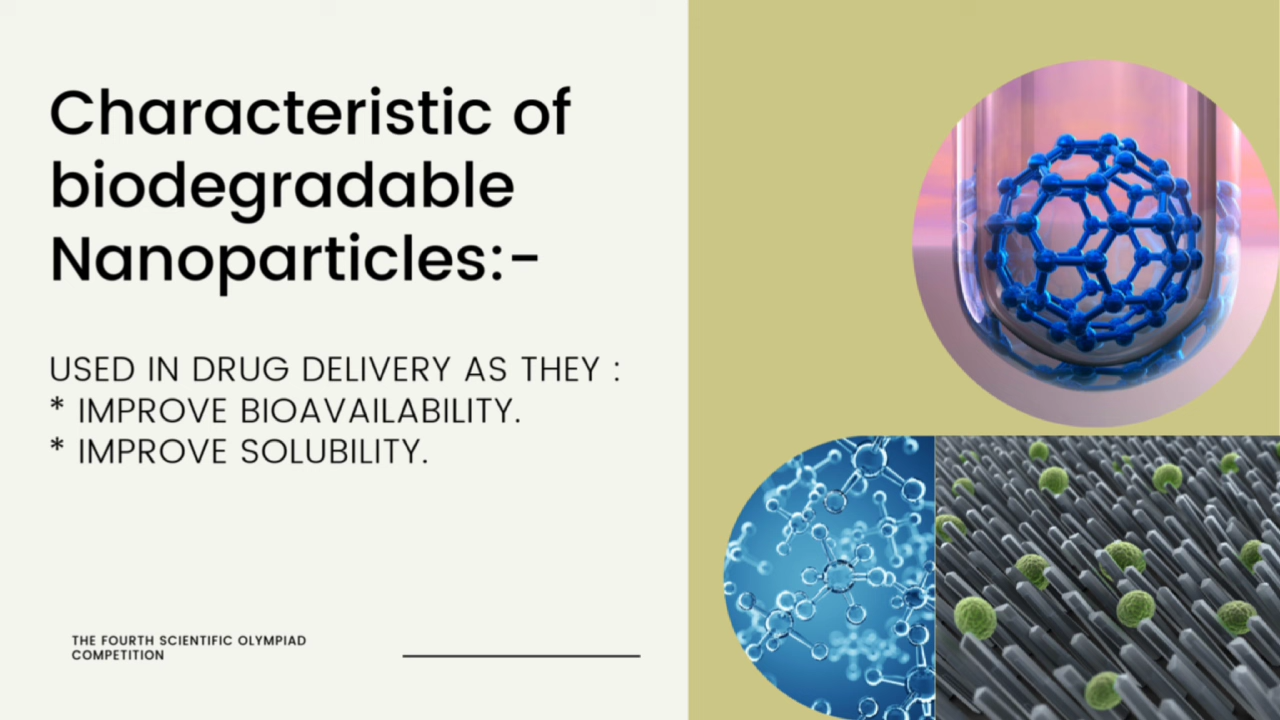 Characteristic of
biodegradable
Nanoparticles:-
USED IN DRUG DELIVERY AS THEY :
* IMPROVE BIOAVAILABILITY.
* IMPROVE SOLUBILITY.
THE FOURTH SCIENTIFIC OLYMPIAD
COMPETITION